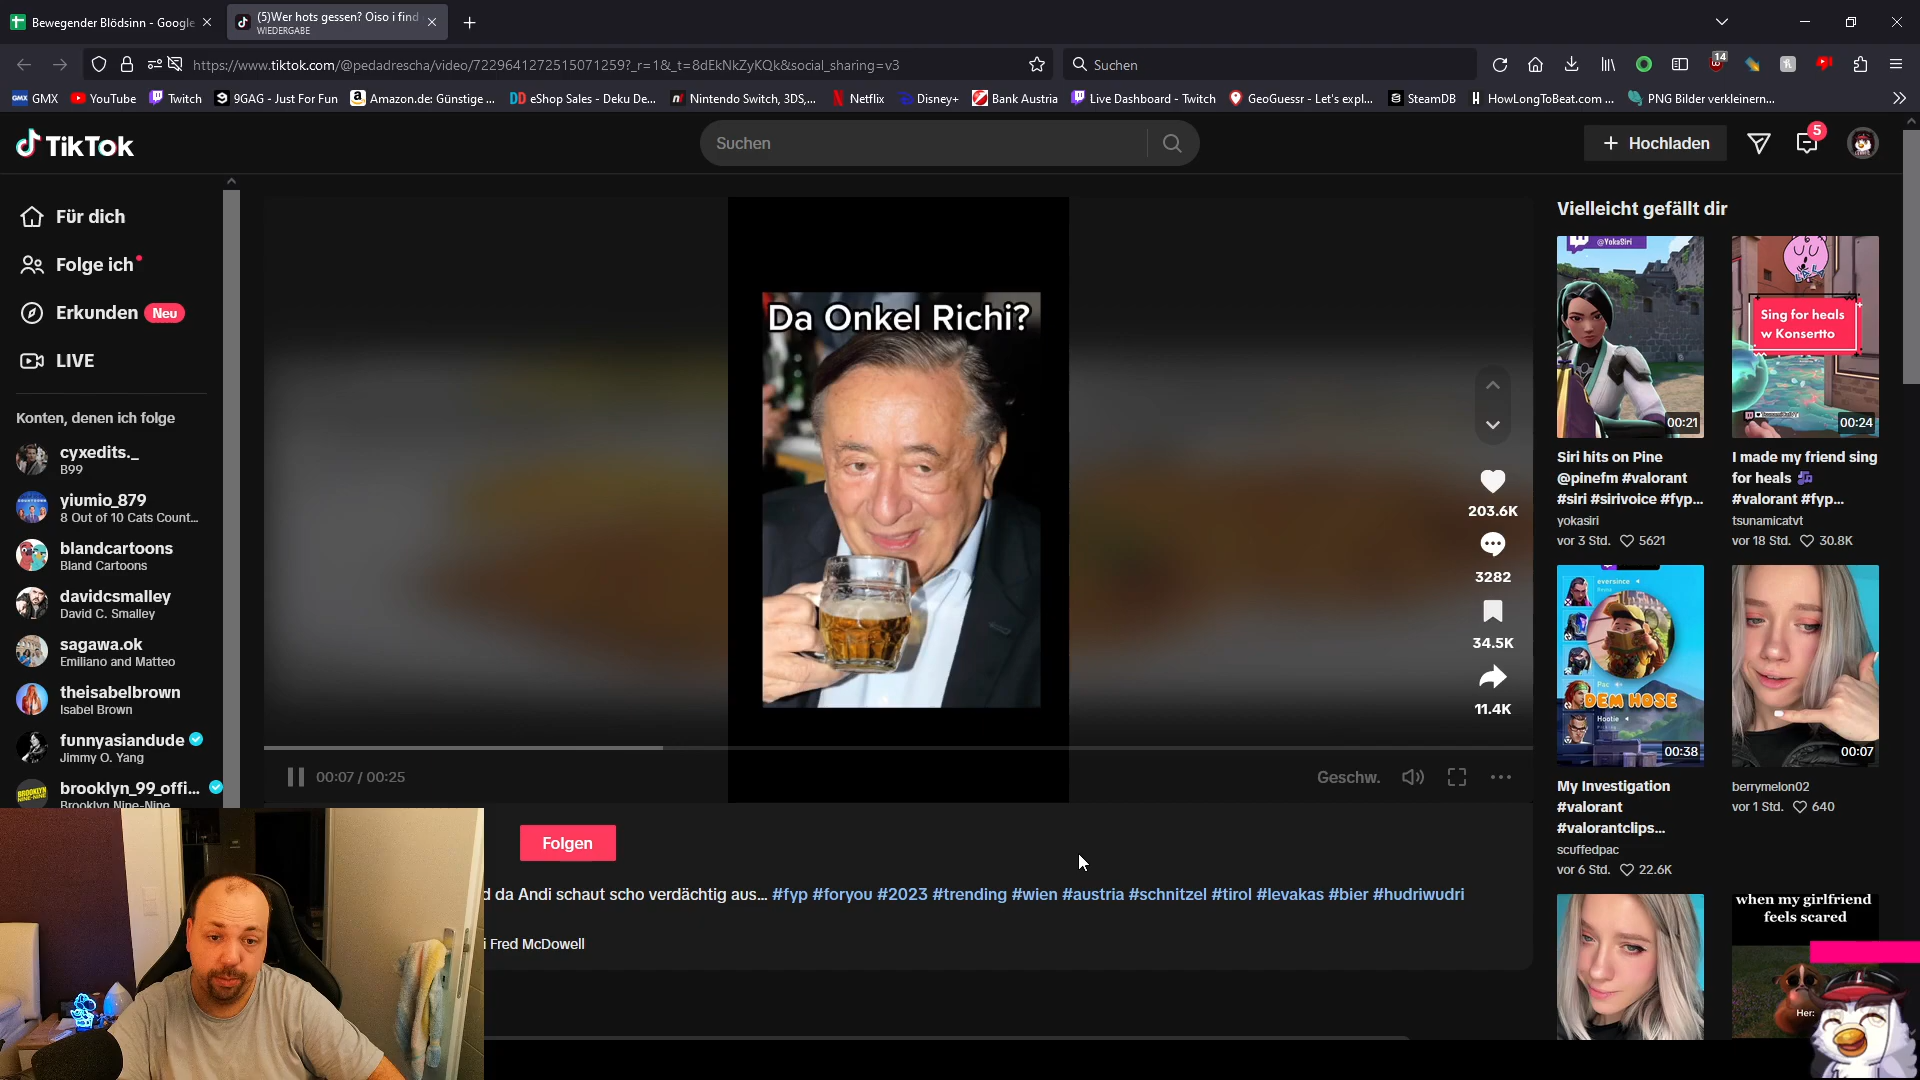 Bewegender Blödsinn - Google
(5)Wer hots gessen? Oiso i find
WIEDERGABE
https://www.tiktok.com/@pedadrescha/video/7229641272515071259?_r=1&_t=8dEkNkZyKQk&social_sharing=v3
Suchen
14
GMX
YouTube
Twitch
9GAG - Just For Fun
Amazon.de: Günstige ...
eShop Sales - Deku De...
Nintendo Switch, 3DS,...
Netflix
Disney+
Bank Austria
Live Dashboard - Twitch
GeoGuessr - Let's expl...
SteamDB
HowLongToBeat.com ...
PNG Bilder verkleinern...
TikTok
Suchen
Hochladen
5
Für dich
Folge ich
Erkunden Neu
LIVE
Konten, denen ich folge
cyxedits._
B99
yiumio_879
8 Out of 10 Cats Count...
blandcartoons
Bland Cartoons
davidcsmalley
David C. Smalley
sagawa.ok
Emiliano and Matteo
theisabelbrown
Isabel Brown
funnyasiandude
Jimmy O. Yang
brooklyn_99_offi...
Brooklyn Nine-Nine
Da Onkel Richi?
203.6K
3282
34.5K
11.4K
00:07 / 00:25
Geschw.
Folgen
d da Andi schaut scho verdächtig aus... #fyp #foryou #2023 #trending #wien #austria #schnitzel #tirol #levakas #bier #hudriwudri
i Fred McDowell
Vielleicht gefällt dir
@YokaSiri
00:21
Siri hits on Pine
@pinefm #valorant
#siri #sirivoice #fyp...
yokasiri
vor 3 Std. 5621
Sing for heals
w Konsertto
00:24
I made my friend sing
for heals
#valorant #fyp...
tsunamicatvt
vor 18 Std. 30.8K
eversince
Pac
DEM HOSE
Hootie
00:38
My Investigation
#valorant
#valorantclips...
scuffedpac
vor 6 Std. 22.6K
00:07
berrymelon02
vor 1 Std. 640
when my girlfriend
feels scared
Her: